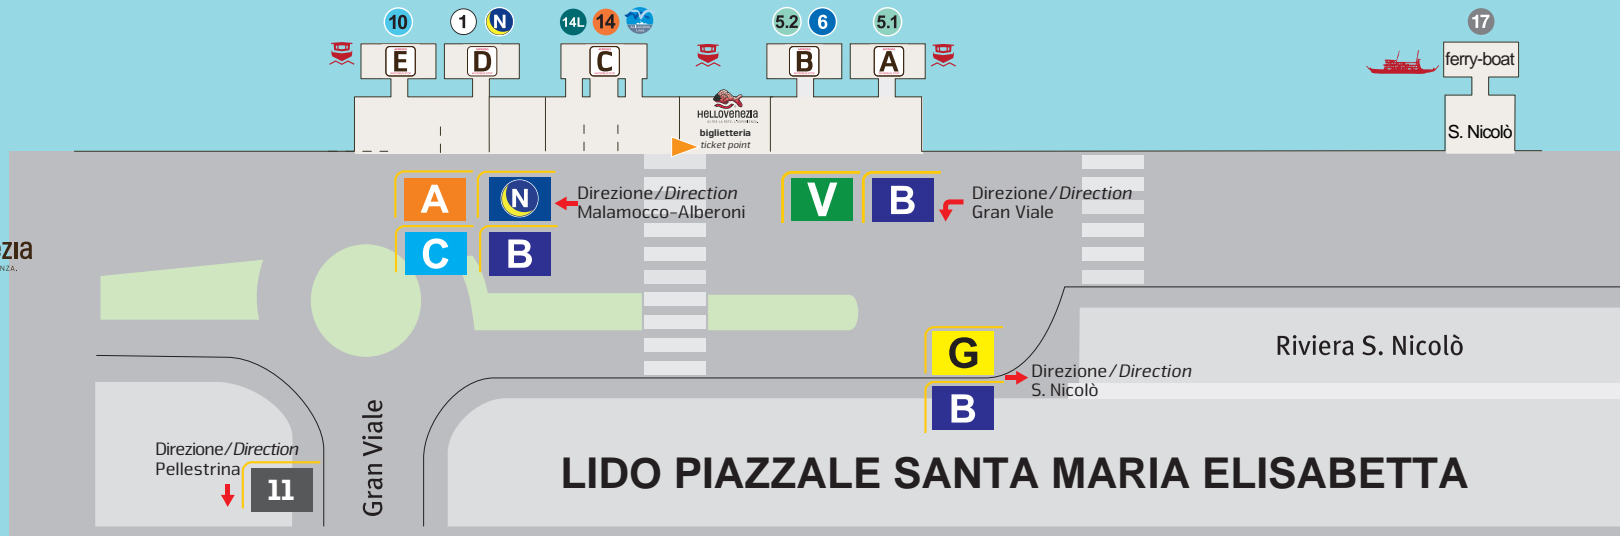 10
1
N
14L
14
5.2
6
5.1
17
E
D
C
B
A
ferry-boat
S. Nicolò
HELLOVENEZIA
biglietteria
ticket point
A
N
C
B
Direzione/Direction
Malamocco-Alberoni
V
B
Direzione/Direction
Gran Viale
zia
NZA.
G
B
Direzione/Direction
S. Nicolò
Riviera S. Nicolò
Gran Viale
Direzione/Direction
Pellestrina
11
LIDO PIAZZALE SANTA MARIA ELISABETTA